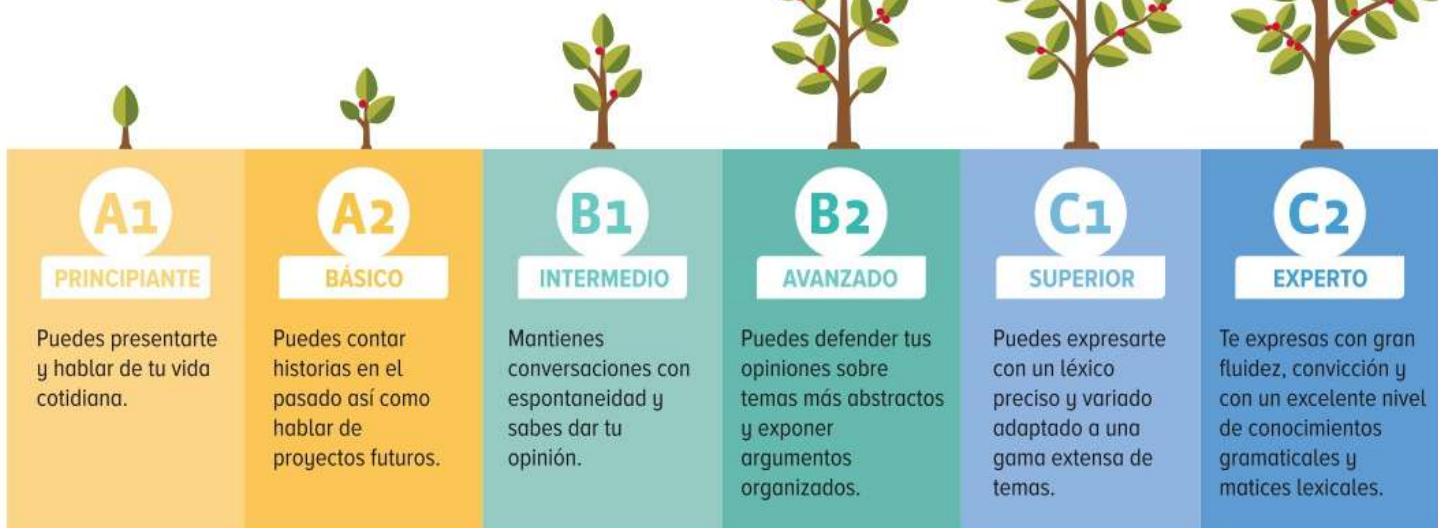 A1
PRINCIPIANTE
Puedes presentarte
y hablar de tu vida
cotidiana.
A2
BÁSICO
Puedes contar
historias en el
pasado así como
hablar de
proyectos futuros.
B1
INTERMEDIO
Mantienes
conversaciones con
espontaneidad y
sabes dar tu
opinión.
B2
AVANZADO
Puedes defender tus
opiniones sobre
temas más abstractos
y exponer
argumentos
organizados.
C1
SUPERIOR
Puedes expresarte
con un léxico
preciso y variado
adaptado a una
gama extensa de
temas.
C2
EXPERTO
Te expresas con gran
fluidez, convicción y
con un excelente nivel
de conocimientos
gramaticales y
matices lexicales.